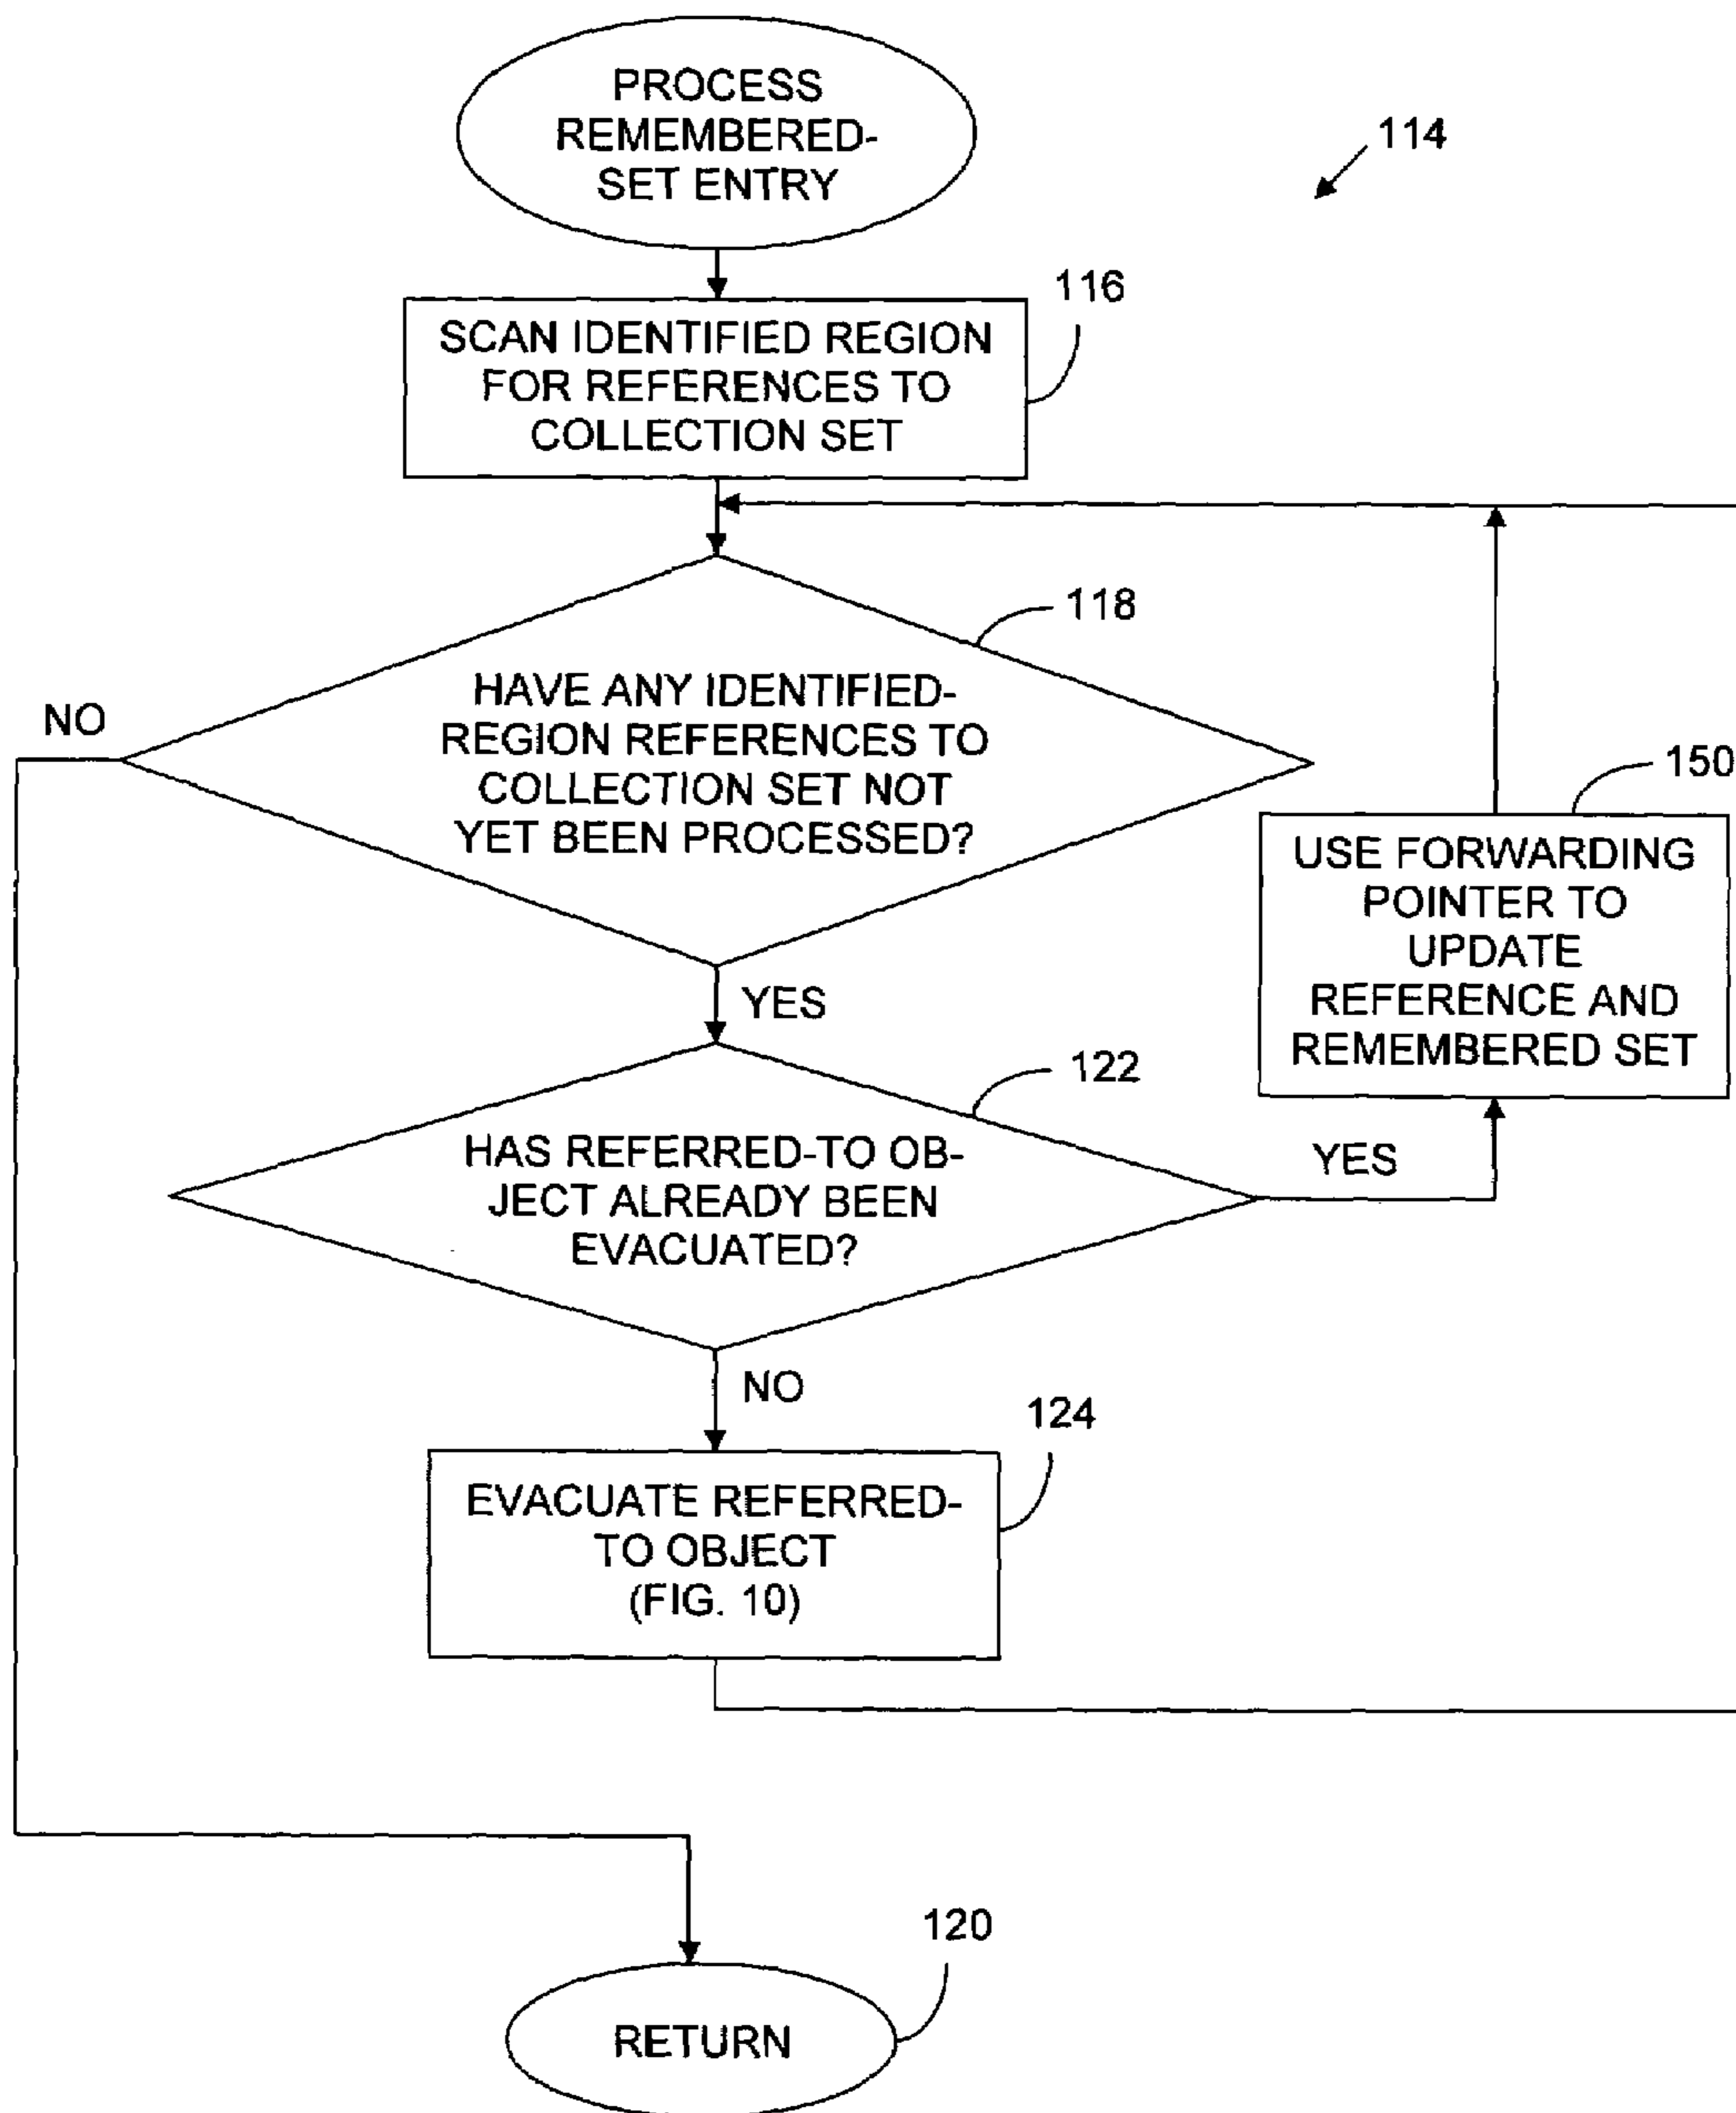 PROCESS
REMEMBERED-
SET ENTRY
114
116
SCAN IDENTIFIED REGION
FOR REFERENCES TO
COLLECTION SET
118
HAVE ANY IDENTIFIED-
REGION REFERENCES TO
COLLECTION SET NOT
YET BEEN PROCESSED?
NO
150
USE FORWARDING
POINTER TO
UPDATE
REFERENCE AND
REMEMBERED SET
YES
122
HAS REFERRED-TO OB-
JECT ALREADY BEEN
EVACUATED?
YES
NO
124
EVACUATE REFERRED-
TO OBJECT
(FIG. 10)
120
RETURN